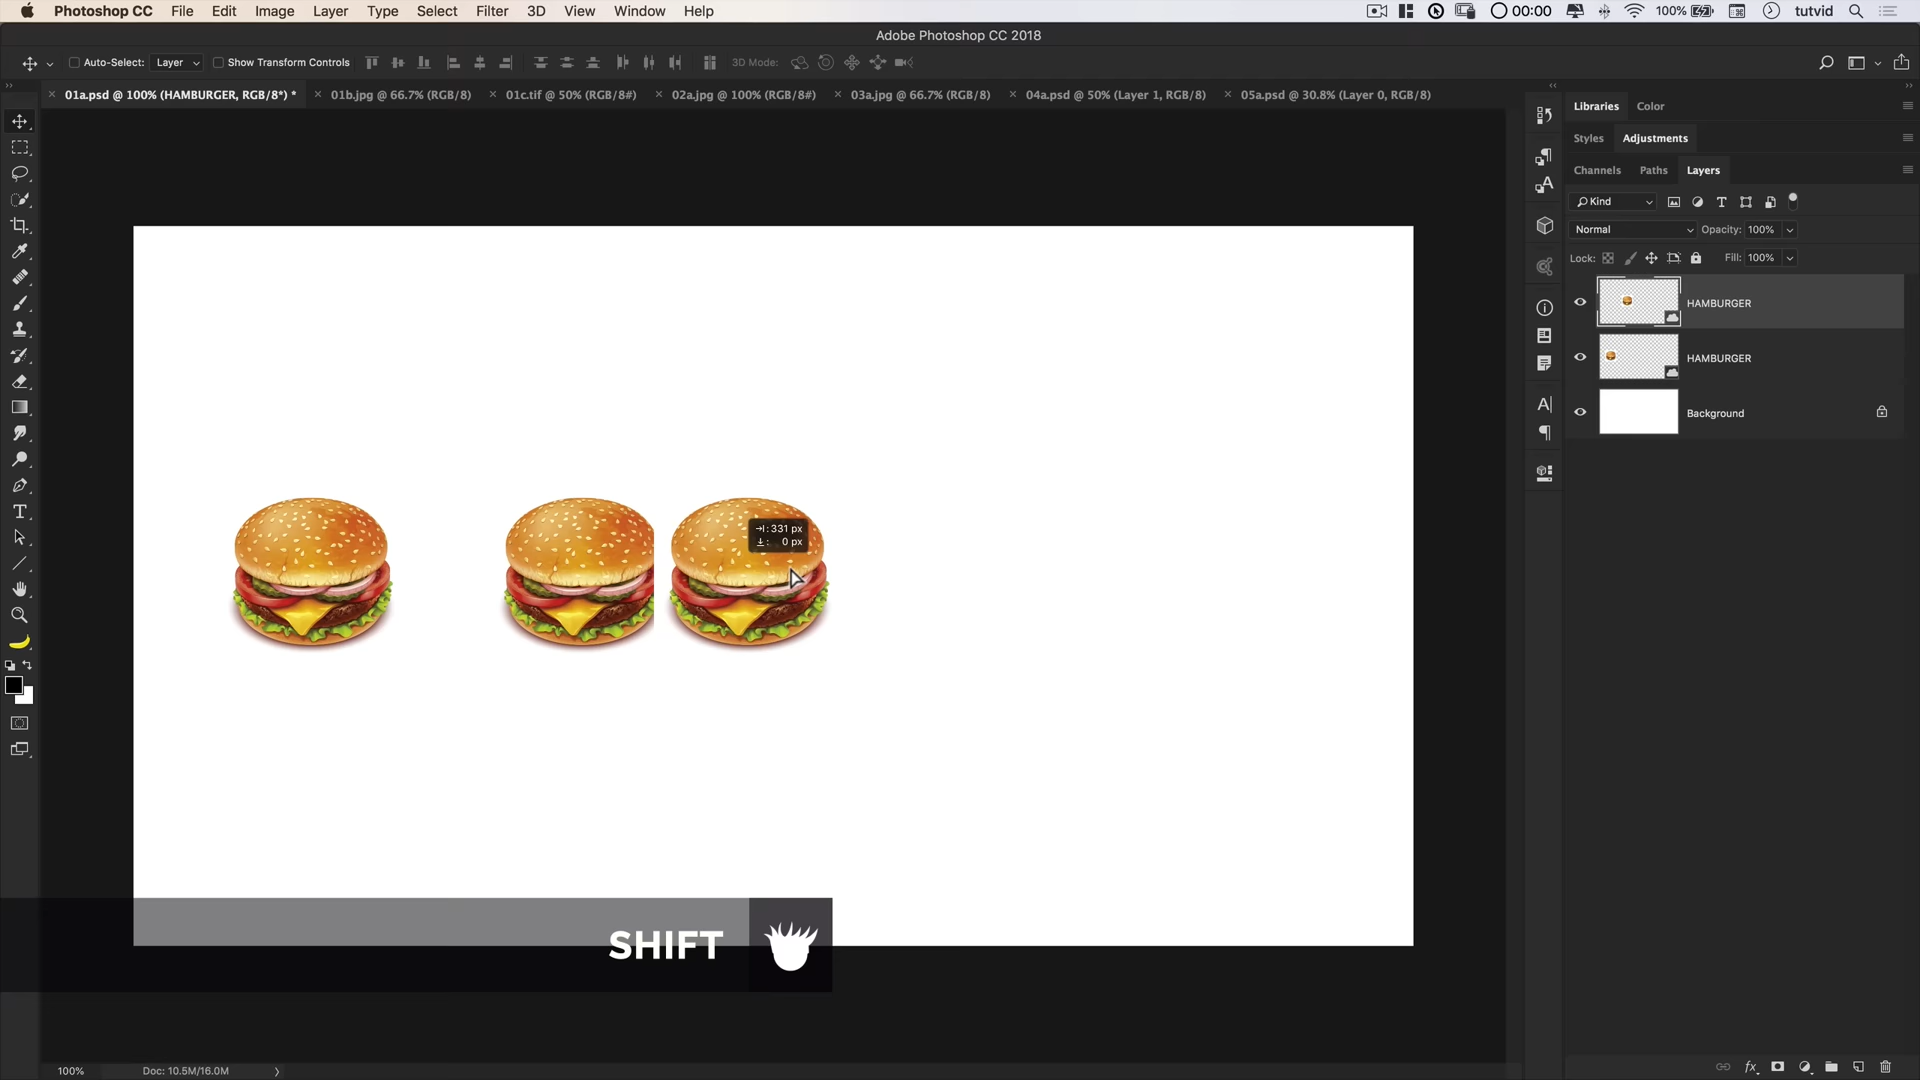 Photoshop CC File Edit Image Layer Type Select Filter 3D View Window Help 00:00 100% tutvid
Adobe Photoshop CC 2018
Auto-Select: Layer Show Transform Controls 3D Mode:
01a.psd @ 100% (HAMBURGER, RGB/8*) * 01b.jpg @ 66.7% (RGB/8) 01c.tif @ 50% (RGB/8#) 02a.jpg @ 100% (RGB/8#) 03a.jpg @ 66.7% (RGB/8) 04a.psd @ 50% (Layer 1, RGB/8) 05a.psd @ 30.8% (Layer 0, RGB/8)
Libraries Color
Styles Adjustments
Channels Paths Layers
Kind
Normal Opacity: 100%
Lock: Fill: 100%
HAMBURGER
HAMBURGER
Background
331 px
0 px
SHIFT
100% Doc: 10.5M/16.0M